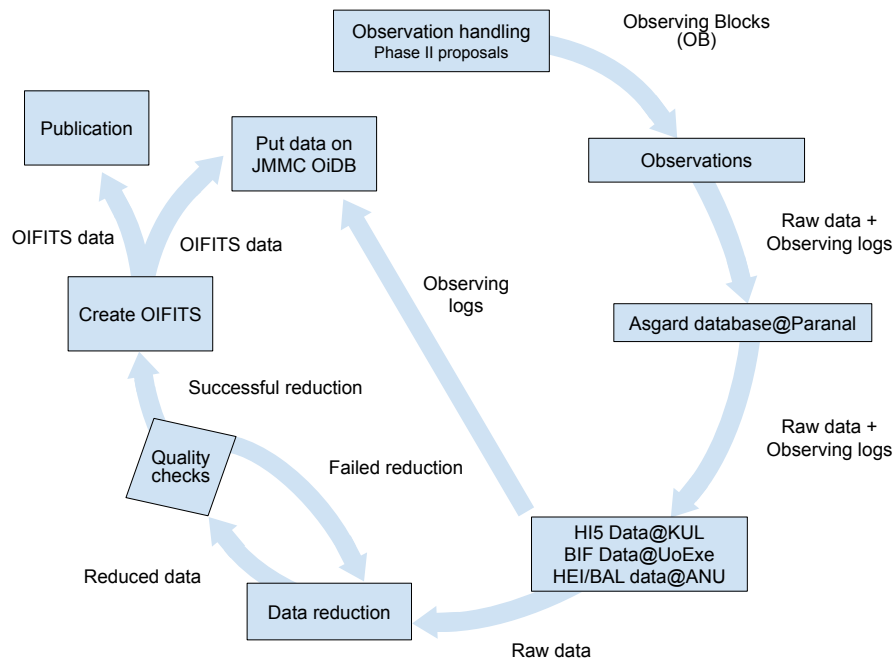 Observation handling
Phase II proposals
Observing Blocks
(OB)
Publication
Put data on
JMMC OiDB
Observations
OIFITS data
OIFITS data
Raw data +
Observing logs
Observing
logs
Create OIFITS
Asgard database@Paranal
Successful reduction
Raw data +
Observing logs
Quality
checks
Failed reduction
HI5 Data@KUL
BIF Data@UoExe
HEI/BAL data@ANU
Reduced data
Data reduction
Raw data